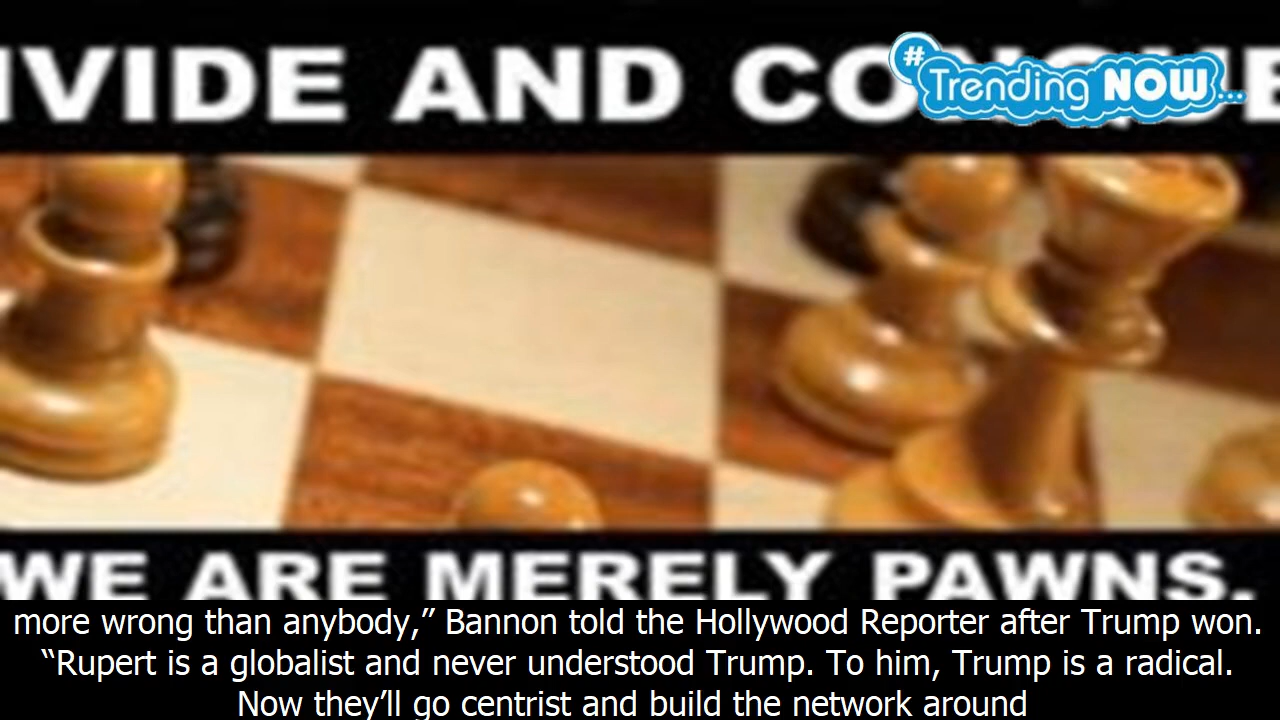 IVIDE AND CO
#
Trending NOW...
WE ARE MERELY PAWNS.
more wrong than anybody,” Bannon told the Hollywood Reporter after Trump won.
“Rupert is a globalist and never understood Trump. To him, Trump is a radical.
Now they’ll go centrist and build the network around